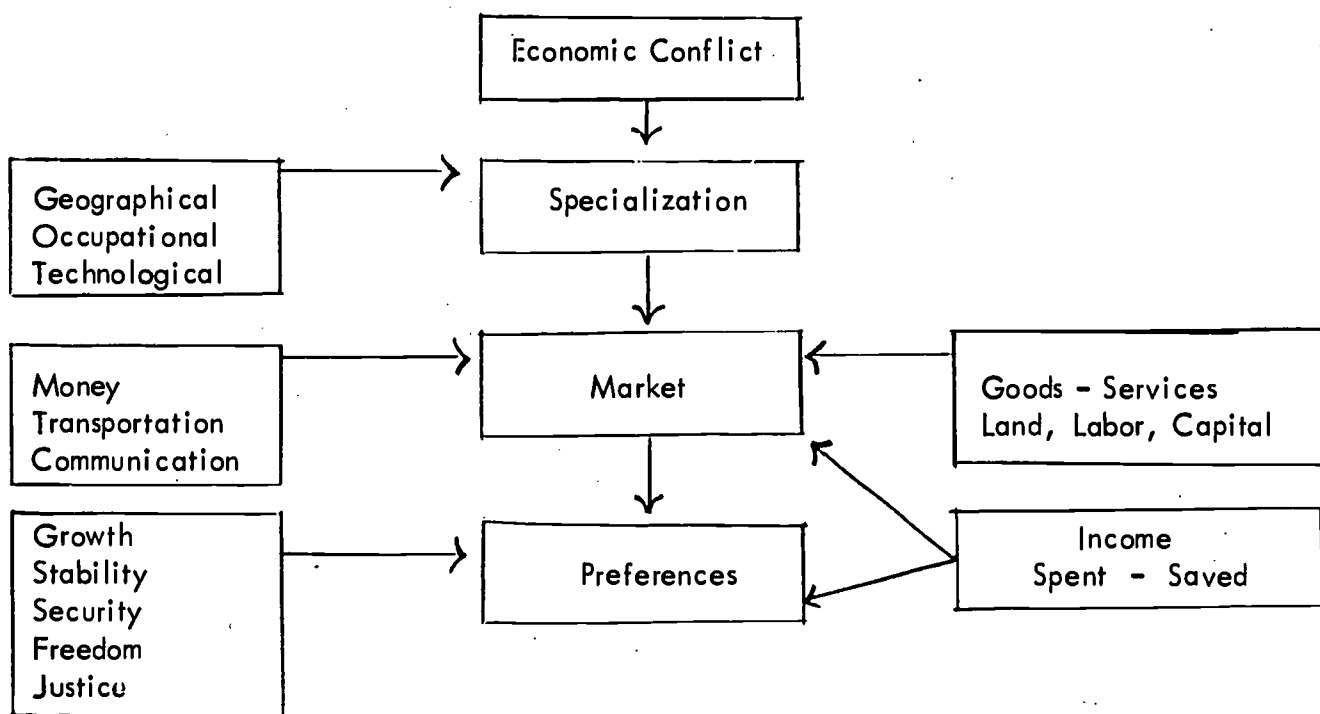 Economic Conflict
Geographical
Occupational
Technological
Specialization
Money
Transportation
Communication
Market
Goods - Services
Land, Labor, Capital
Growth
Stability
Security
Freedom
Justice
Preferences
Income
Spent - Saved